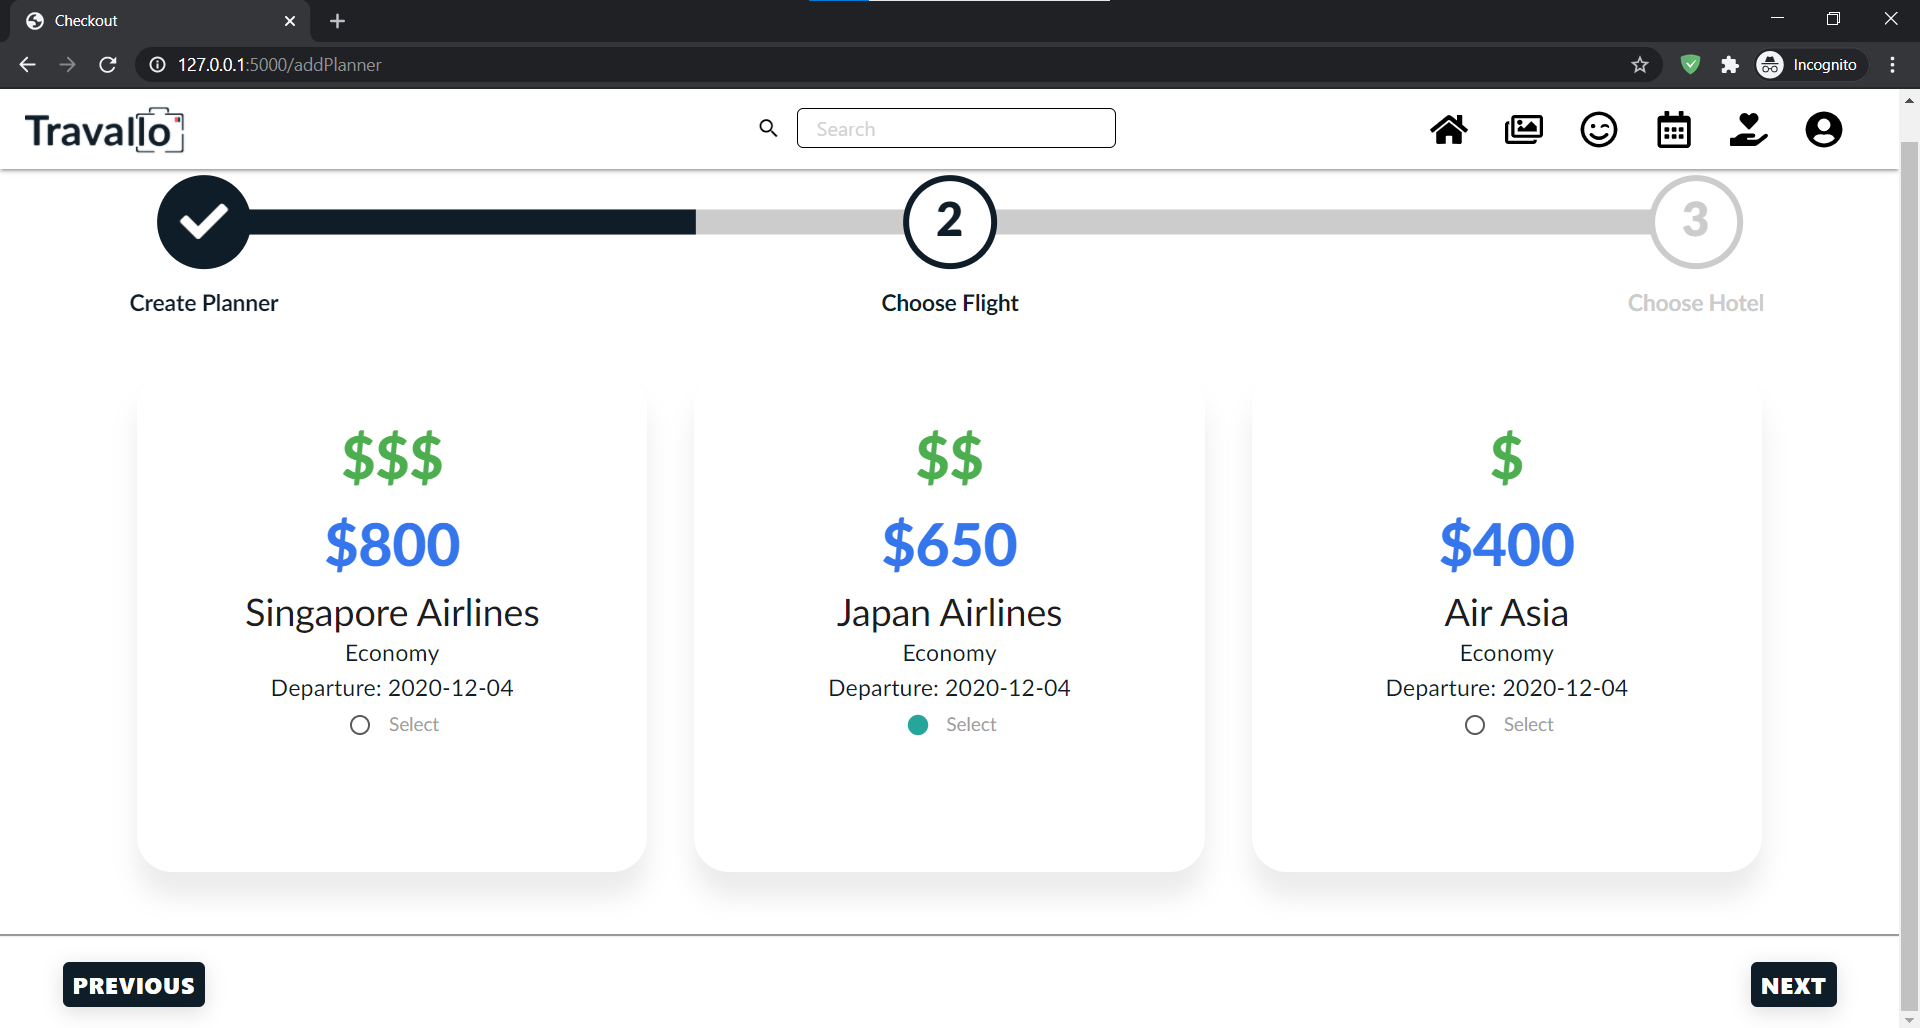 Checkout
127.0.0.1:5000/addPlanner
Incognito
Travallo
Search
2
3
Create Planner
Choose Flight
Choose Hotel
$$$
$800
Singapore Airlines
Economy
Departure: 2020-12-04
Select
$$
$650
Japan Airlines
Economy
Departure: 2020-12-04
Select
$
$400
Air Asia
Economy
Departure: 2020-12-04
Select
PREVIOUS
NEXT